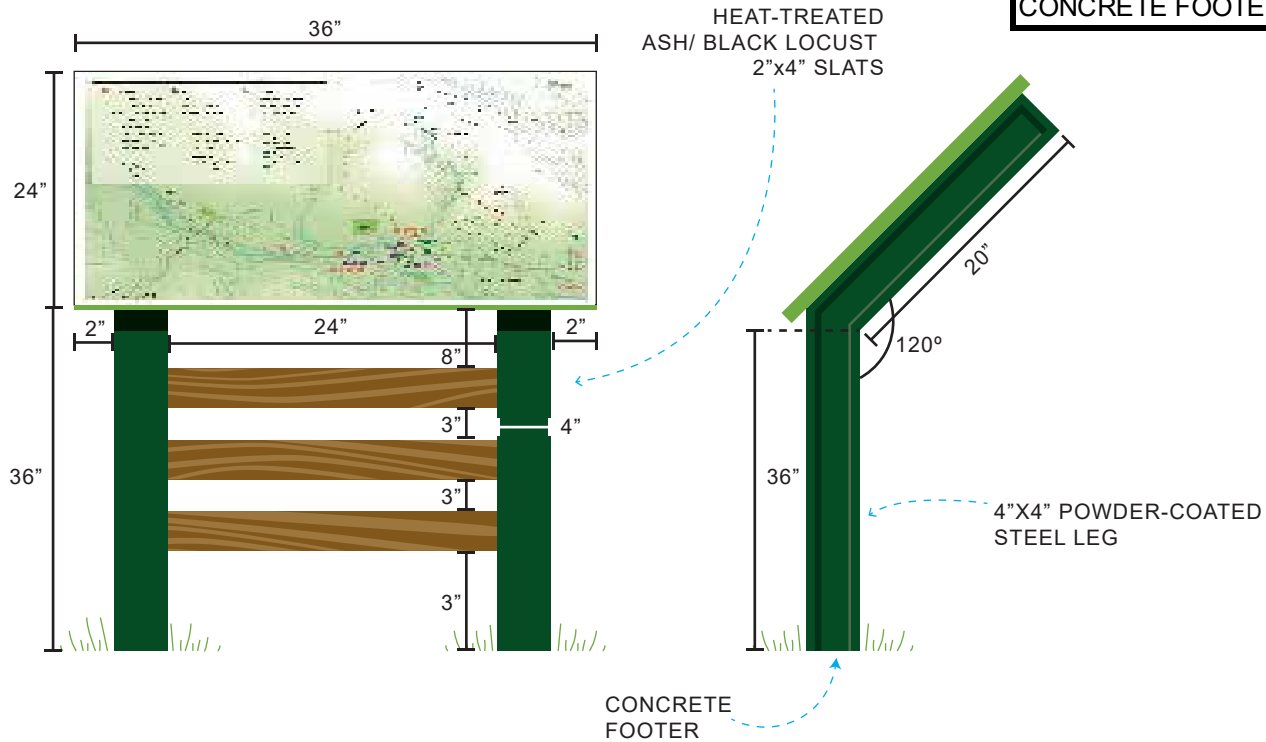 CONCRETE FOOTE
HEAT-TREATED
ASH/ BLACK LOCUST
2”x4” SLATS
36”
24”
2”
24”
2”
8”
3”
4”
3”
3”
36”
20”
120º
36”
4”X4” POWDER-COATED
STEEL LEG
CONCRETE
FOOTER